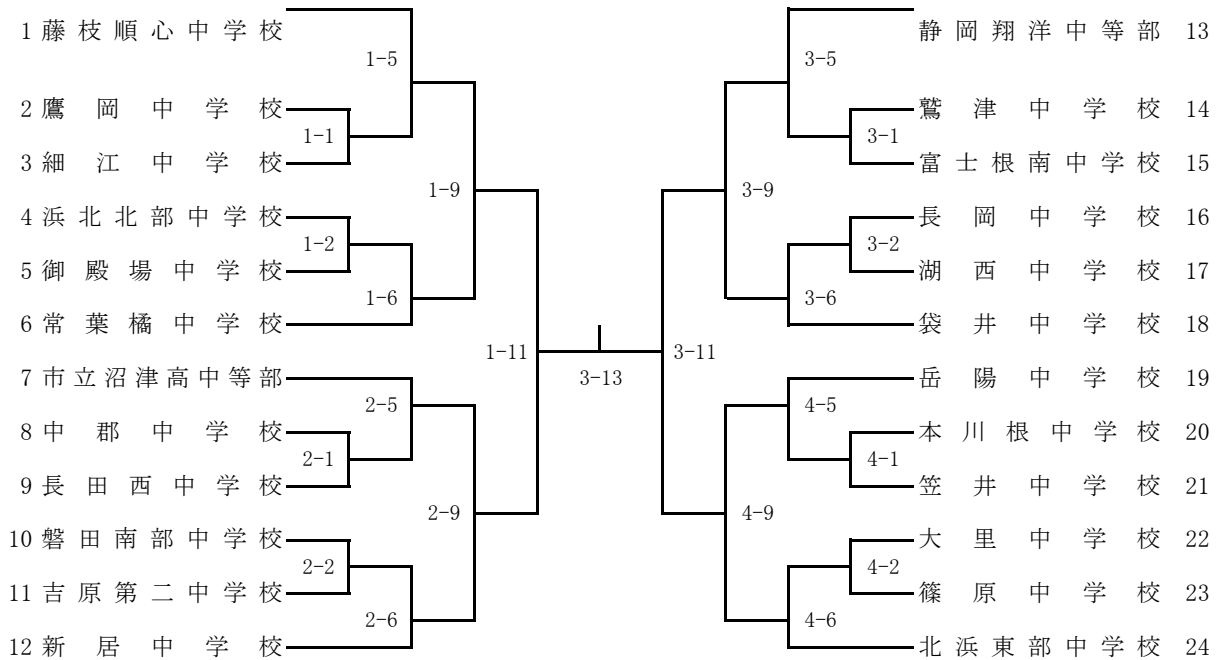 1 藤枝順心中学校
静岡翔洋中等部 13
1-5
3-5
2 鷹岡中学校
鷲津中学校 14
1-1
3-1
3 細江中学校
富士根南中学校 15
1-9
3-9
4 浜北北部中学校
長岡中学校 16
1-2
3-2
5 御殿場中学校
湖西中学校 17
1-6
3-6
6 常葉橘中学校
袋井中学校 18
1-11
3-11
3-13
7 市立沼津高中等部
岳陽中学校 19
2-5
4-5
8 中郡中学校
本川根中学校 20
2-1
4-1
9 長田西中学校
笠井中学校 21
2-9
4-9
10 磐田南部中学校
大里中学校 22
2-2
4-2
11 吉原第二中学校
篠原中学校 23
2-6
4-6
12 新居中学校
北浜東部中学校 24